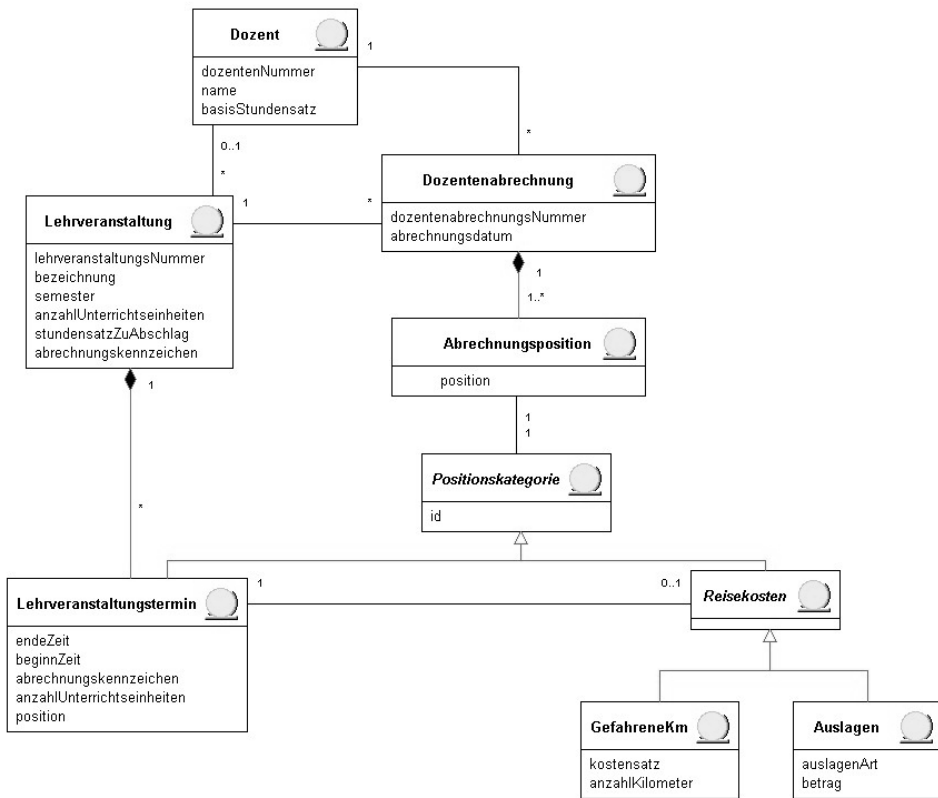 Dozent
dozentenNummer
name
basisStundensatz
1
*
0..1
*
Dozentenabrechnung
dozentenabrechnungsNummer
abrechnungsdatum
Lehrveranstaltung
lehrveranstaltungsNummer
bezeichnung
semester
anzahlUnterrichtseinheiten
stundensatzZuAbschlag
abrechnungskennzeichen
1
*
1
1..*
Abrechnungsposition
position
1
1
1
*
Positionskategorie
id
Lehrveranstaltungstermin
endeZeit
beginnZeit
abrechnungskennzeichen
anzahlUnterrichtseinheiten
position
1
0..1
Reisekosten
GefahreneKm
kostensatz
anzahlKilometer
Auslagen
auslagenArt
betrag